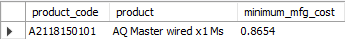 product_code product minimum_mfg_cost
A2118150101 AQ Master wired x1 Ms 0.8654